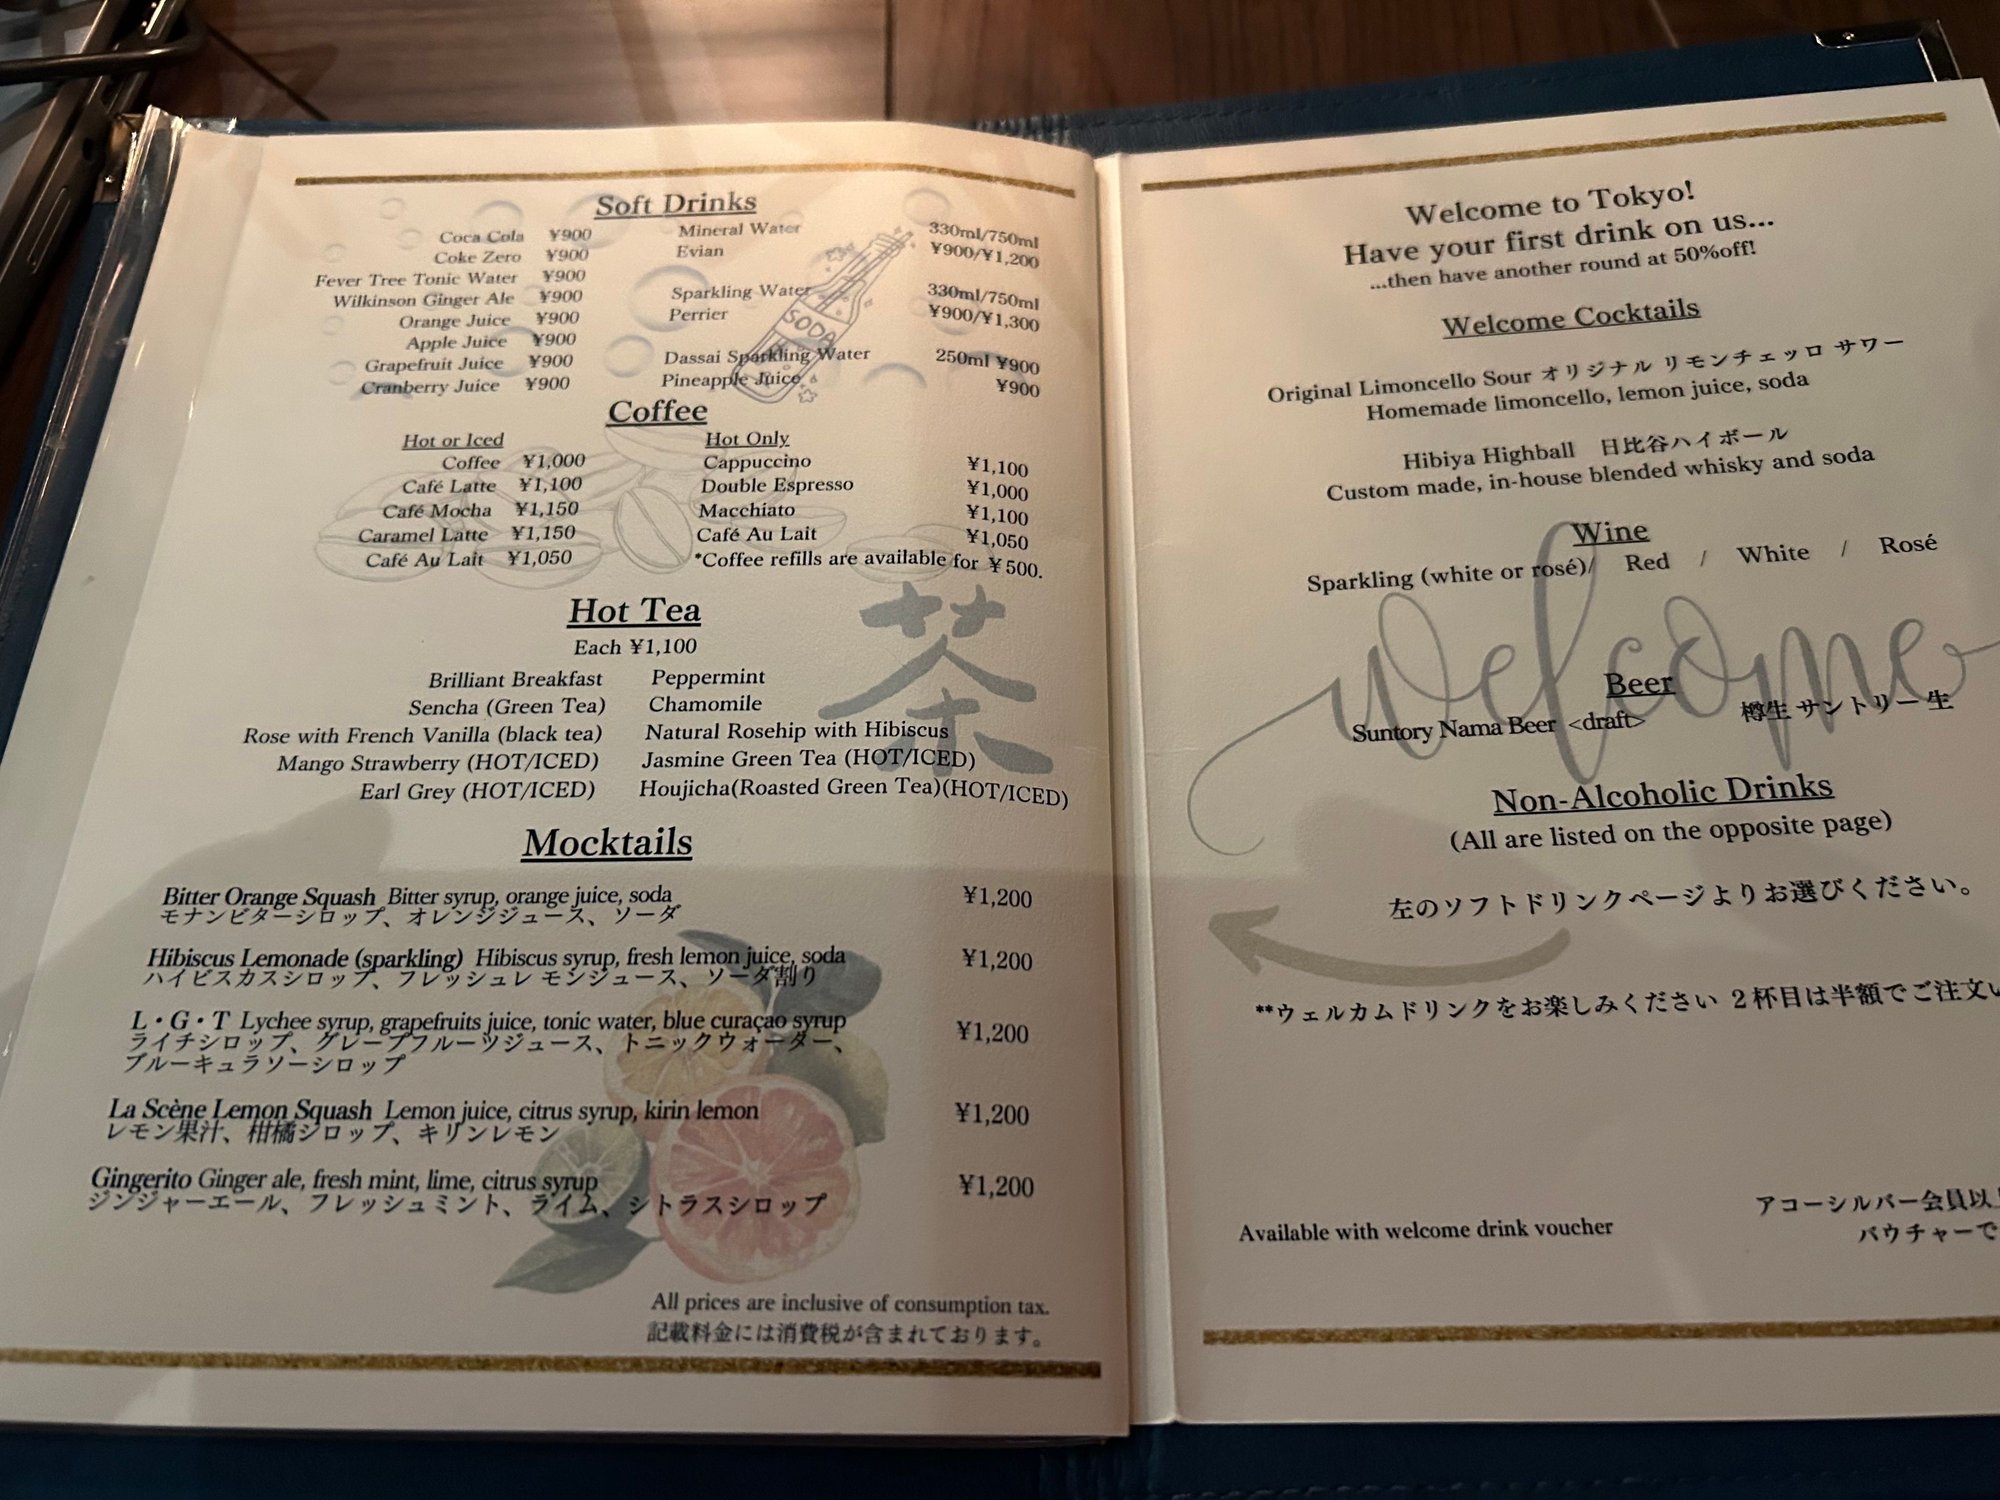 Soft Drinks
Coca Cola ¥900
Coke Zero ¥900
Fever Tree Tonic Water ¥900
Wilkinson Ginger Ale ¥900
Orange Juice ¥900
Apple Juice ¥900
Grapefruit Juice ¥900
Cranberry Juice ¥900
Mineral Water 330ml/750ml
Evian ¥900/¥1,200
Sparkling Water 330ml/750ml
Perrier ¥900/¥1,300
Dassai Sparkling Water 250ml ¥900
Pineapple Juice ¥900
SODA
Coffee
Hot or Iced
Coffee ¥1,000
Café Latte ¥1,100
Café Mocha ¥1,150
Caramel Latte ¥1,150
Café Au Lait ¥1,050
Hot Only
Cappuccino ¥1,100
Double Espresso ¥1,000
Macchiato ¥1,100
Café Au Lait ¥1,050
*Coffee refills are available for ¥500.
Hot Tea
Each ¥1,100
茶
Brilliant Breakfast
Sencha (Green Tea)
Rose with French Vanilla (black tea)
Mango Strawberry (HOT/ICED)
Earl Grey (HOT/ICED)
Peppermint
Chamomile
Natural Rosehip with Hibiscus
Jasmine Green Tea (HOT/ICED)
Houjicha(Roasted Green Tea)(HOT/ICED)
Mocktails
Bitter Orange Squash Bitter syrup, orange juice, soda ¥1,200
モナンビターシロップ、オレンジジュース、ソーダ
Hibiscus Lemonade (sparkling) Hibiscus syrup, fresh lemon juice, soda ¥1,200
ハイビスカスシロップ、フレッシュレ モンジュース、ソーダ割り
L・G・T Lychee syrup, grapefruits juice, tonic water, blue curaçao syrup ¥1,200
ライチシロップ、グレープフルーツジュース、トニックウォーダー、
ブルーキュラソーシロップ
La Scène Lemon Squash Lemon juice, citrus syrup, kirin lemon ¥1,200
レモン果汁、柑橘シロップ、キリンレモン
Gingerito Ginger ale, fresh mint, lime, citrus syrup ¥1,200
ジンジャーエール、フレッシュミント、ライム、シトラスシロップ
All prices are inclusive of consumption tax.
記載料金には消費税が含まれております。
Welcome to Tokyo!
Have your first drink on us...
...then have another round at 50%off!
Welcome Cocktails
Original Limoncello Sour オリジナル リモンチェッロ サワー
Homemade limoncello, lemon juice, soda
Hibiya Highball 日比谷ハイボール
Custom made, in-house blended whisky and soda
Wine
Sparkling (white or rosé)/ Red / White / Rosé
welcome
Beer
Suntory Nama Beer <draft> 樽生 サントリー 生
Non-Alcoholic Drinks
(All are listed on the opposite page)
左のソフトドリンクページよりお選びください。
**ウェルカムドリンクをお楽しみください ２杯目は半額でご注文い
Available with welcome drink voucher
アコーシルバー会員以上
バウチャーで